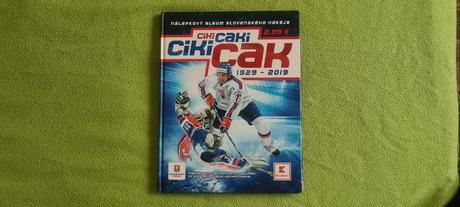 NÁLEPKOVÝ ALBUM SLOVENSKÉHO HOKEJA
2.99 €
CIKI CAKI
CIKI CAK
1929 - 2019